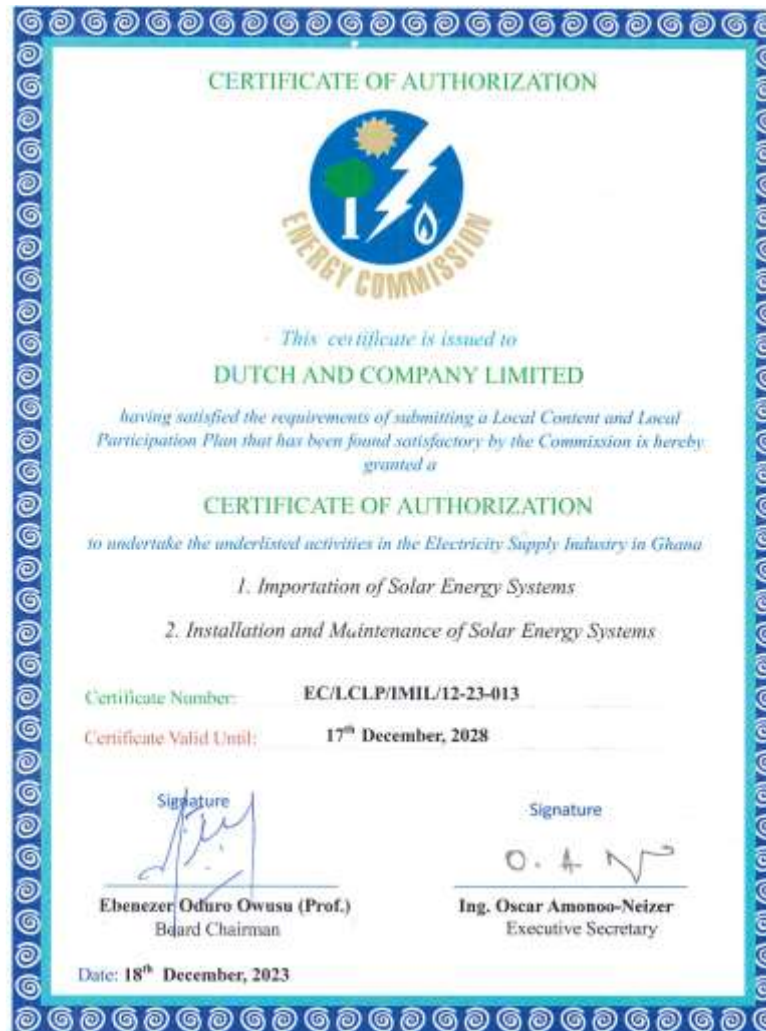 CERTIFICATE OF AUTHORIZATION
ENERGY COMMISSION
This certificate is issued to
DUTCH AND COMPANY LIMITED
having satisfied the requirements of submitting a Local Content and Local
Participation Plan that has been found satisfactory by the Commission is hereby
granted a
CERTIFICATE OF AUTHORIZATION
to undertake the underlisted activities in the Electricity Supply Industry in Ghana
1. Importation of Solar Energy Systems
2. Installation and Maintenance of Solar Energy Systems
Certificate Number: EC/LCLP/IMIL/12-23-013
Certificate Valid Until: 17th December, 2028
Signature
Signature
O. A
Ebenezer Oduro Owusu (Prof.)
Ing. Oscar Amonoo-Neizer
Board Chairman
Executive Secretary
Date: 18th December, 2023